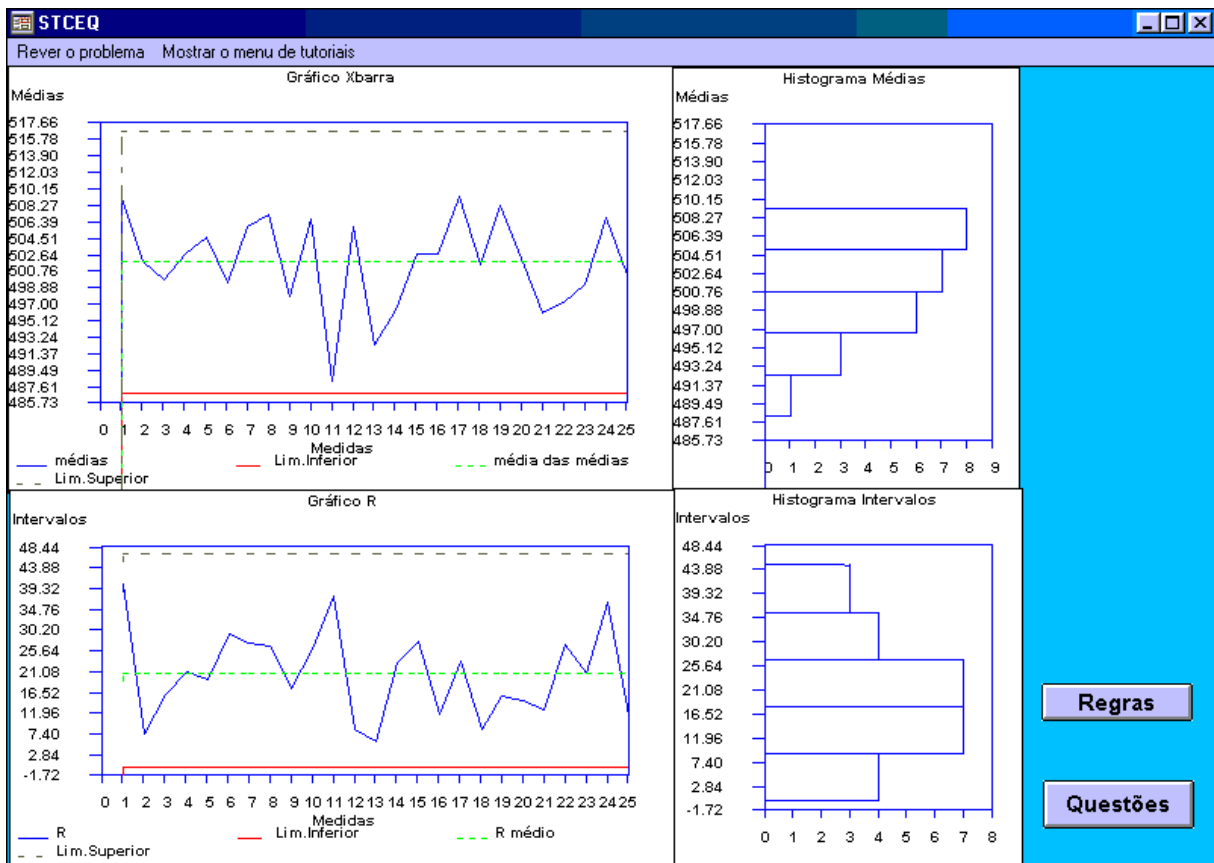 STCEQ
Rever o problema Mostrar o menu de tutoriais
Gráfico Xbarra
Médias
517.66
515.78
513.90
512.03
510.15
508.27
506.39
504.51
502.64
500.76
498.88
497.00
495.12
493.24
491.37
489.49
487.61
485.73
0 1 2 3 4 5 6 7 8 9 10 11 12 13 14 15 16 17 18 19 20 21 22 23 24 25
Medidas
médias Lim.Inferior média das médias
Lim.Superior
Histograma Médias
Médias
517.66
515.78
513.90
512.03
510.15
508.27
506.39
504.51
502.64
500.76
498.88
497.00
495.12
493.24
491.37
489.49
487.61
485.73
0 1 2 3 4 5 6 7 8 9
Gráfico R
Intervalos
48.44
43.88
39.32
34.76
30.20
25.64
21.08
16.52
11.96
7.40
2.84
-1.72
0 1 2 3 4 5 6 7 8 9 10 11 12 13 14 15 16 17 18 19 20 21 22 23 24 25
Medidas
R Lim.Inferior R médio
Lim.Superior
Histograma Intervalos
Intervalos
48.44
43.88
39.32
34.76
30.20
25.64
21.08
16.52
11.96
7.40
2.84
-1.72
0 1 2 3 4 5 6 7 8
Regras
Questões